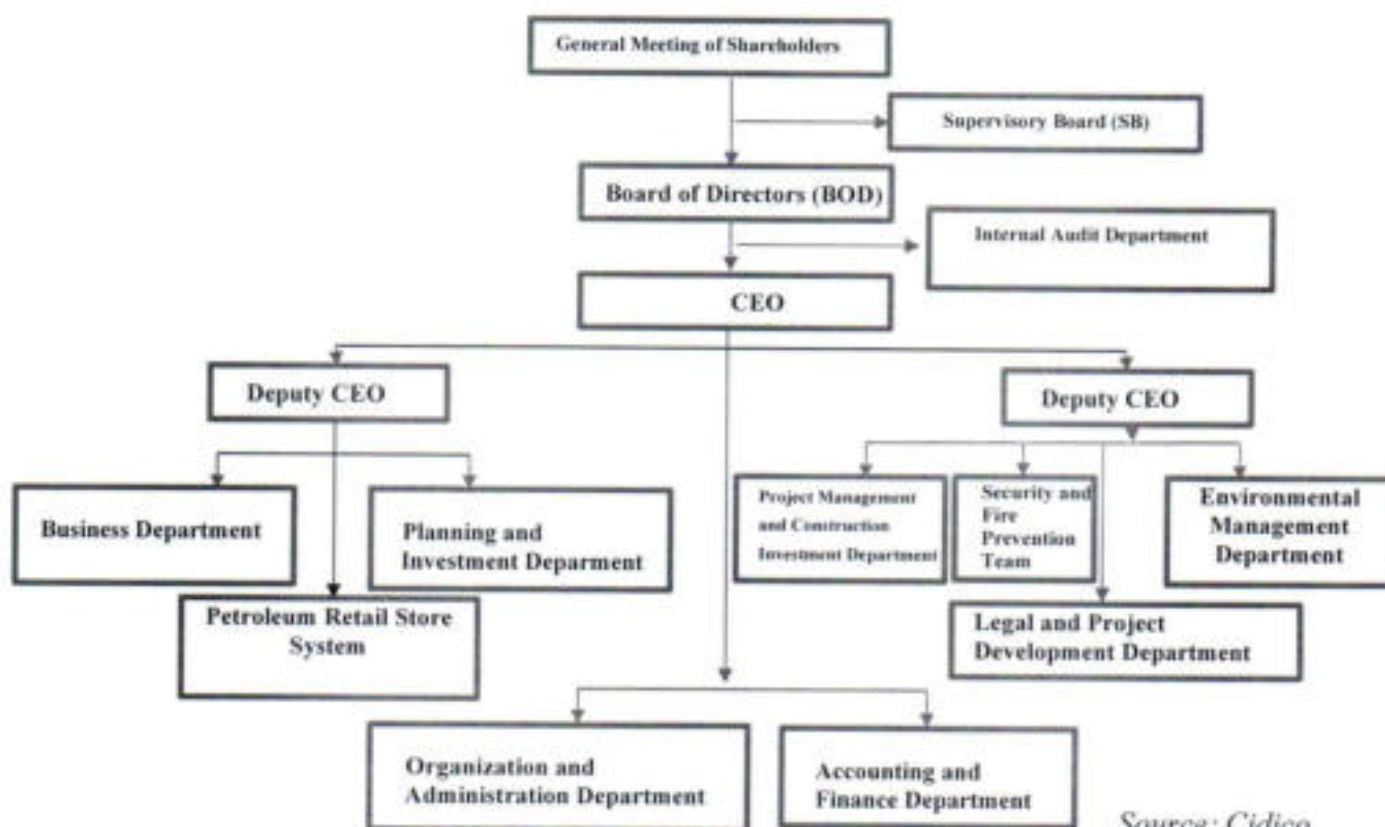 General Meeting of Shareholders
Supervisory Board (SB)
Board of Directors (BOD)
Internal Audit Department
CEO
Deputy CEO
Deputy CEO
Business Department
Planning and
Investment Deparment
Petroleum Retail Store
System
Project Management
and Construction
Investment Department
Security and
Fire
Prevention
Team
Environmental
Management
Department
Legal and Project
Development Department
Organization and
Administration Department
Accounting and
Finance Department
Source: Cidico